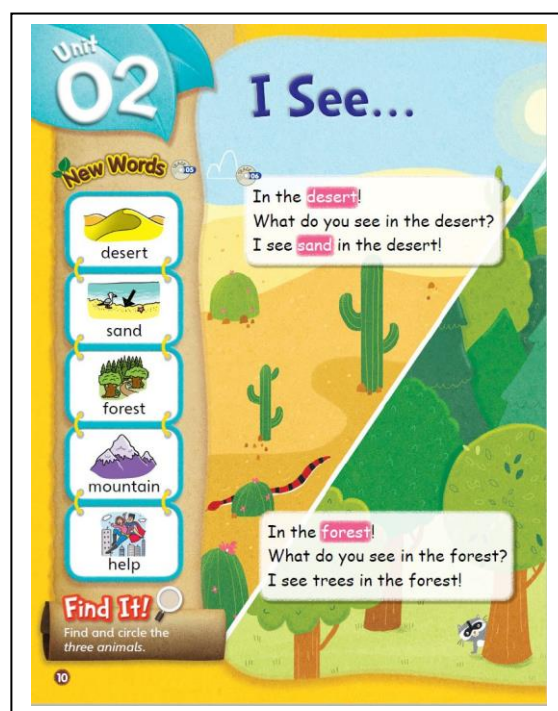 Unit
02
I See...
New Words
05
06
desert
sand
forest
mountain
help
In the desert!
What do you see in the desert?
I see sand in the desert!
In the forest!
What do you see in the forest?
I see trees in the forest!
Find It!
Find and circle the
three animals.
10